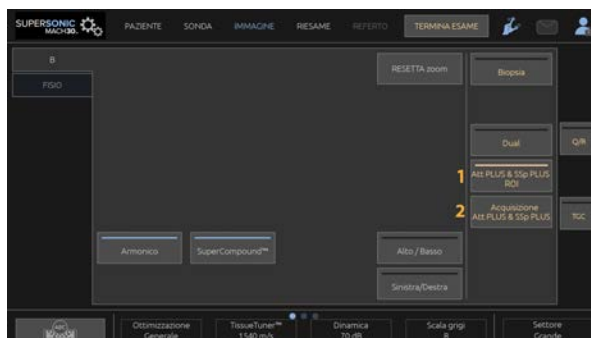 SUPERSONIC
MACH30.
PAZIENTE SONDA IMMAGINE RIESAME REFERTO TERMINA ESAME
B
FISIO
RESETTA zoom
Biopsia
Dual
Q/R
1 Att PLUS & SSp PLUS
ROI
2 Acquisizione
Att PLUS & SSp PLUS
TGC
Armonico
SuperCompound™
Alto / Basso
Sinistra/Destra
ABC
Ottimizzazione
Generale
TissueTuner™
1540 m/s
Dinamica
70 dB
Scala grigi
8
Settore
Grande